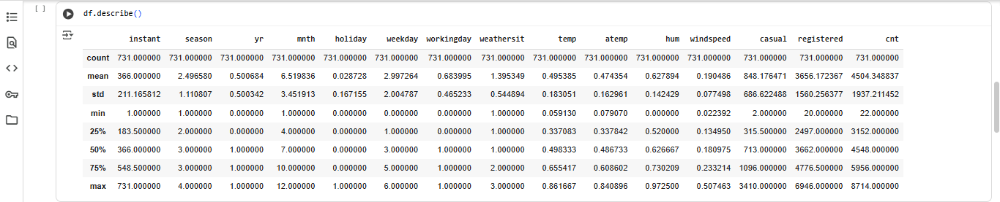 [ ]
df.describe()
instant season yr mnth holiday weekday workingday weathersit temp atemp hum windspeed casual registered cnt
count 731.000000 731.000000 731.000000 731.000000 731.000000 731.000000 731.000000 731.000000 731.000000 731.000000 731.000000 731.000000 731.000000 731.000000 731.000000
mean 366.000000 2.496580 0.500684 6.519836 0.028728 2.997264 0.683995 1.395349 0.495385 0.474354 0.627894 0.190486 848.176471 3656.172367 4504.348837
std 211.165812 1.110807 0.500342 3.451913 0.167155 2.004787 0.465233 0.544894 0.183051 0.162961 0.142429 0.077498 686.622488 1560.256377 1937.211452
min 1.000000 1.000000 0.000000 1.000000 0.000000 0.000000 0.000000 1.000000 0.059130 0.079070 0.000000 0.022392 2.000000 20.000000 22.000000
25% 183.500000 2.000000 0.000000 4.000000 0.000000 1.000000 0.000000 1.000000 0.337083 0.337842 0.520000 0.134950 315.500000 2497.000000 3152.000000
50% 366.000000 3.000000 1.000000 7.000000 0.000000 3.000000 1.000000 1.000000 0.498333 0.486733 0.626667 0.180975 713.000000 3662.000000 4548.000000
75% 548.500000 3.000000 1.000000 10.000000 0.000000 5.000000 1.000000 2.000000 0.655417 0.608602 0.730209 0.233214 1096.000000 4776.500000 5956.000000
max 731.000000 4.000000 1.000000 12.000000 1.000000 6.000000 1.000000 3.000000 0.861667 0.840896 0.972500 0.507463 3410.000000 6946.000000 8714.000000